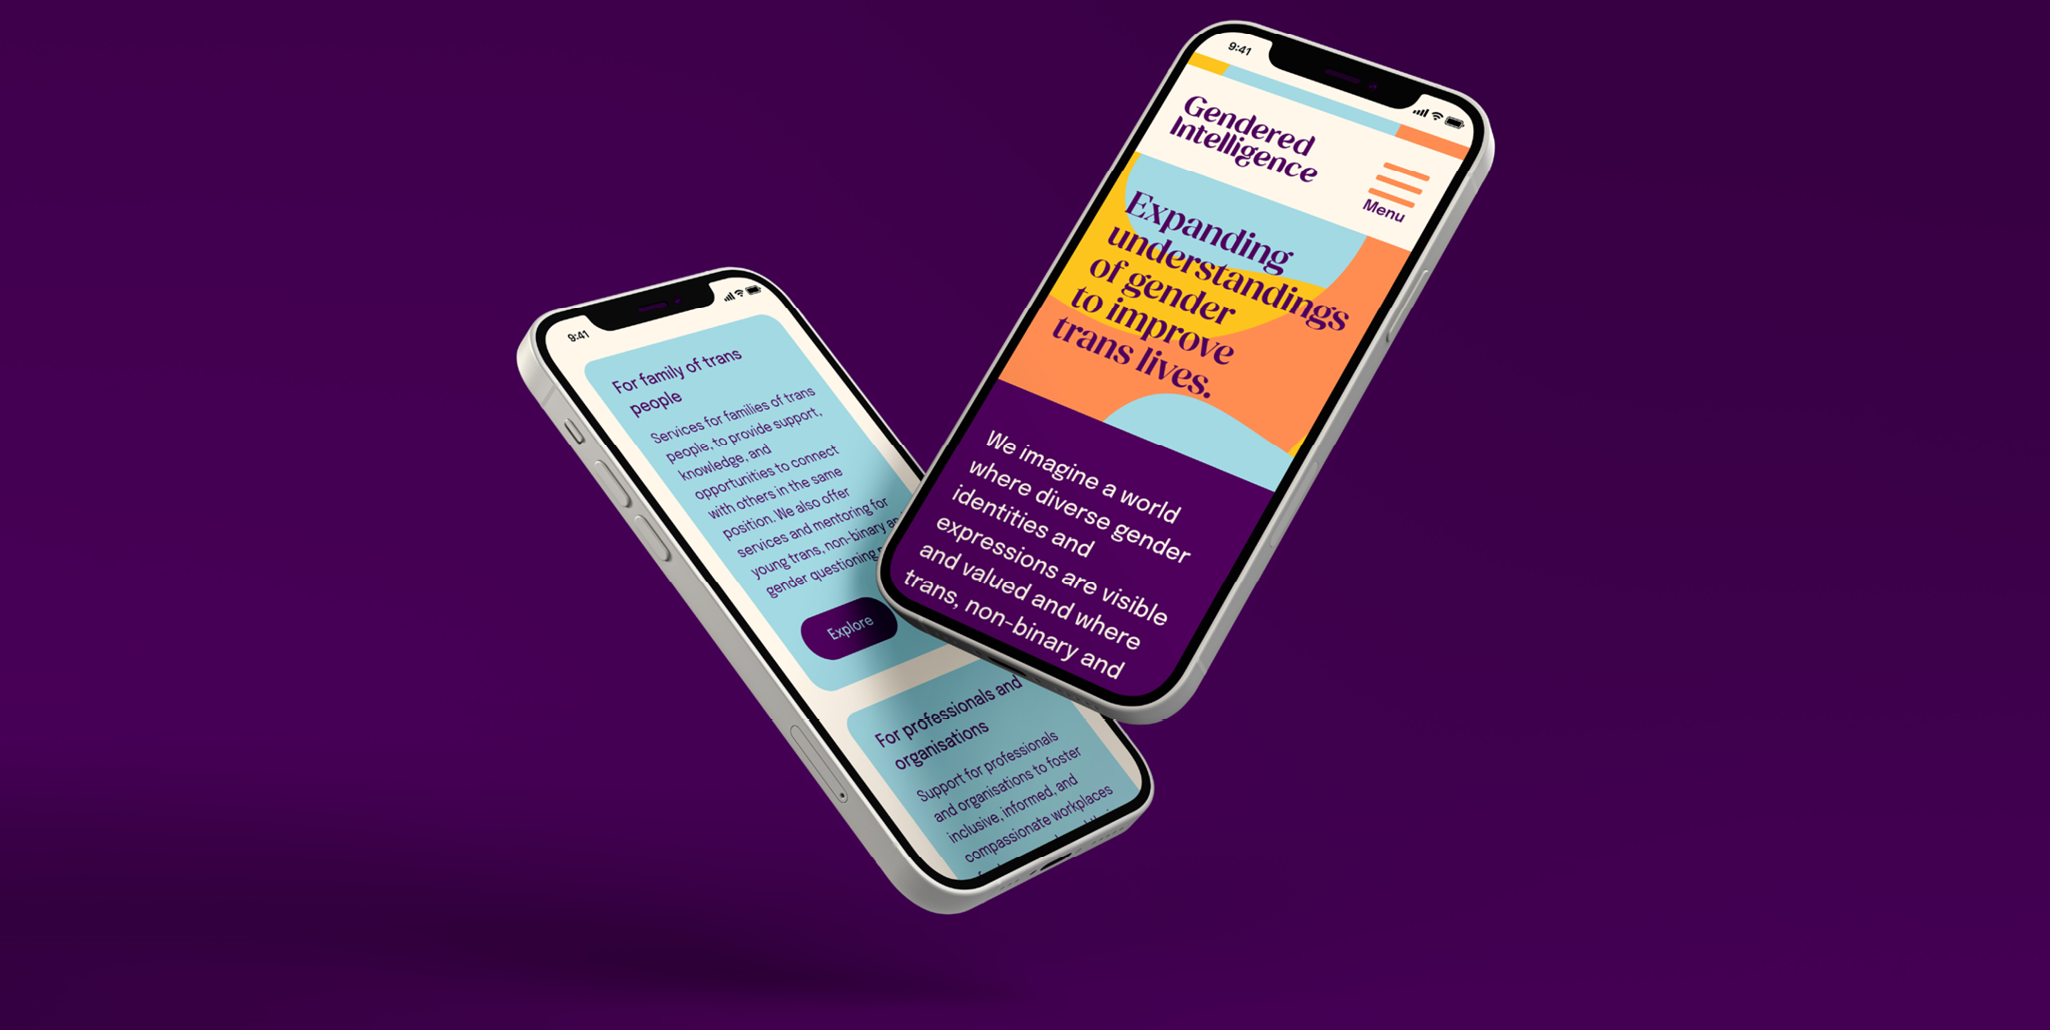 9:41
Gendered
Intelligence
Menu
Expanding
understandings
of gender
to improve
trans lives.
We imagine a world
where diverse gender
identities and
expressions are visible
and valued and where
trans, non-binary and
9:41
For family of trans
people
Services for families of trans
people, to provide support,
knowledge, and
opportunities to connect
with others in the same
position. We also offer
services and mentoring for
young trans, non-binary
gender questioning
Explore
For professionals and
organisations
Support for professionals
and organisations to foster
inclusive, informed, and
compassionate workplaces